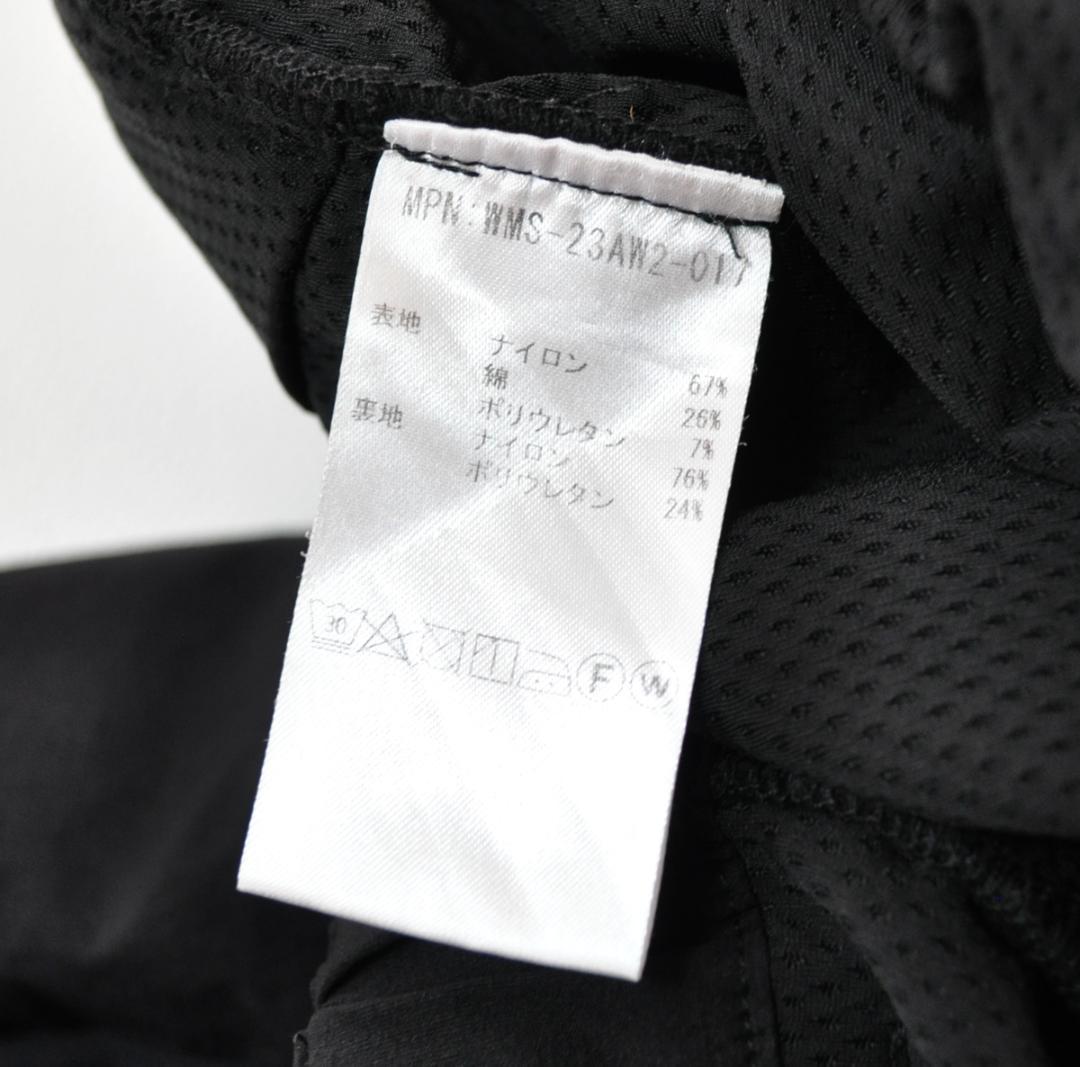 MPN:WMS-23AW2-017
表地
ナイロン 67%
綿 26%
ポリウレタン 7%
裏地 ナイロン 76%
ポリウレタン 24%
30 F W